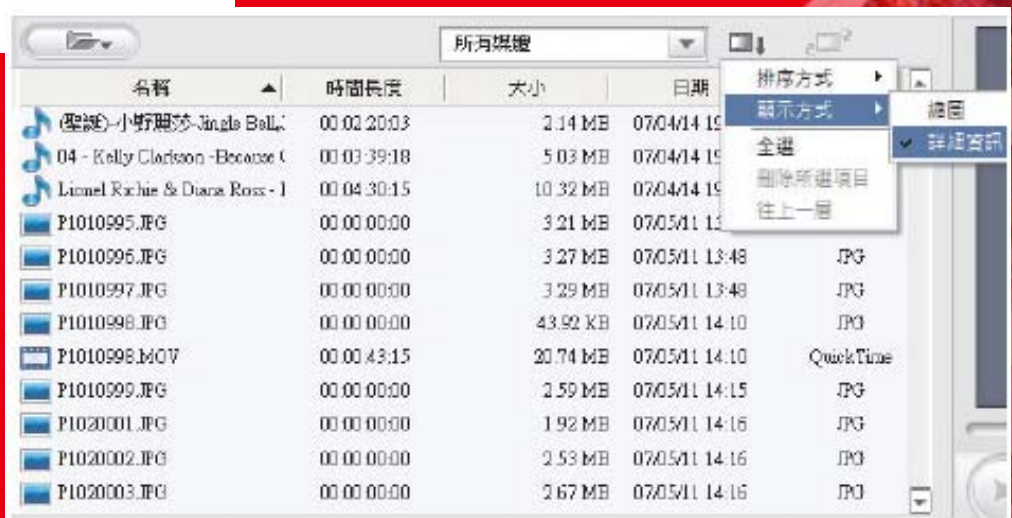 所有媒體
名稱 時間長度 大小 日期
(聖誕)-小野麗莎-Jingle Bell, 00:02:20:03 2.14 MB 07/04/14 19
04 - Kelly Clarkson -Because 00:03:39:18 5.03 MB 07/04/14 19
Lionel Richie & Diana Ross - 00:04:30:15 10.32 MB 07/04/14 19
P1010995.JPG 00:00:00:00 3.21 MB 07/05/11 13
P1010996.JPG 00:00:00:00 3.27 MB 07/05/11 13:48 JPG
P1010997.JPG 00:00:00:00 3.29 MB 07/05/11 13:48 JPG
P1010998.JPG 00:00:00:00 43.92 KB 07/05/11 14:10 JPG
P1010998.MOV 00:00:43:15 20.74 MB 07/05/11 14:10 QuickTime
P1010999.JPG 00:00:00:00 2.59 MB 07/05/11 14:15 JPG
P1020001.JPG 00:00:00:00 1.92 MB 07/05/11 14:16 JPG
P1020002.JPG 00:00:00:00 2.53 MB 07/05/11 14:16 JPG
P1020003.JPG 00:00:00:00 2.67 MB 07/05/11 14:16 JPG
排序方式
顯示方式
全選
刪除所選項目
往上一層
縮圖
詳細資訊